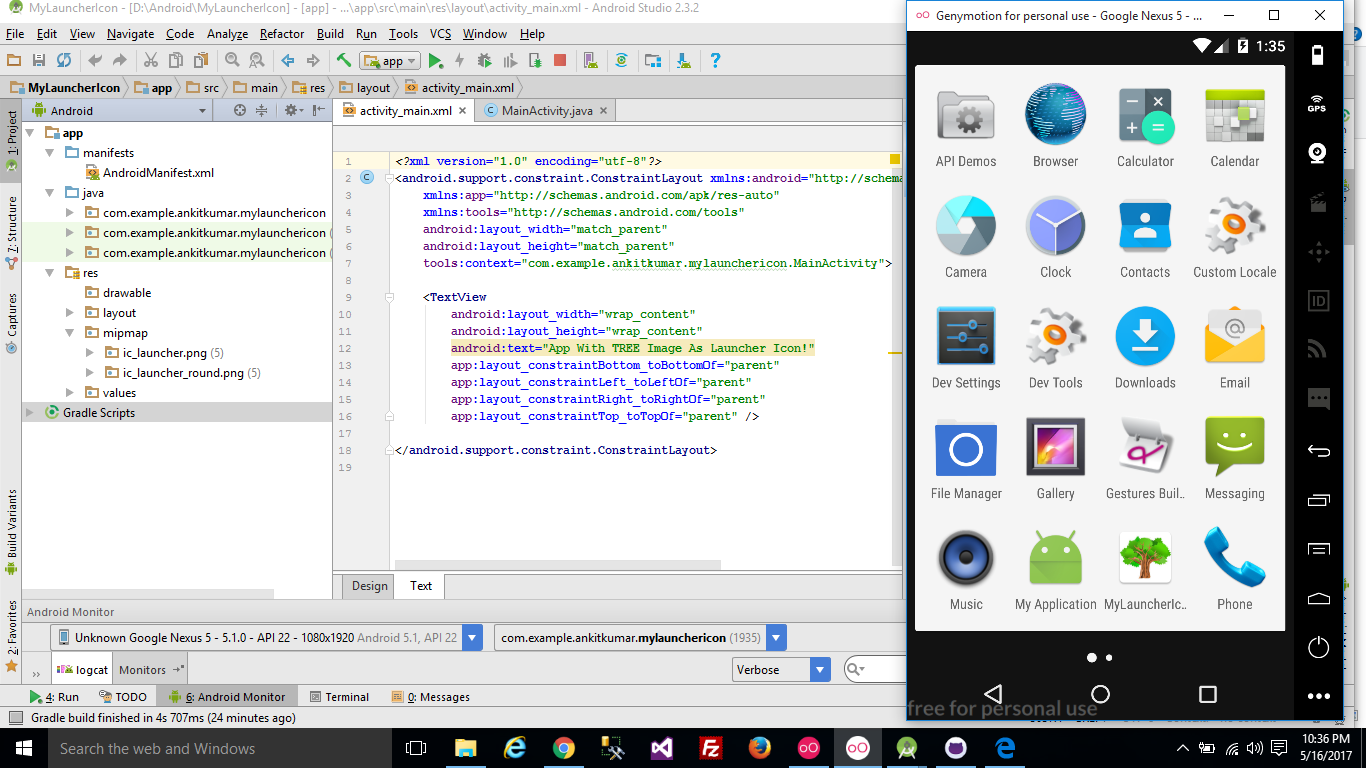 MyLauncherIcon - [D:\Android\MyLauncherIcon] - [app] - ...\app\src\main\res\layout\activity_main.xml - Android Studio 2.3.2
File Edit View Navigate Code Analyze Refactor Build Run Tools VCS Window Help
app
MyLauncherIcon app src main res layout activity_main.xml
Android
activity_main.xml MainActivity.java
1: Project
7: Structure
Captures
Build Variants
2: Favorites
app
manifests
AndroidManifest.xml
java
com.example.ankitkumar.mylaunchericon
com.example.ankitkumar.mylaunchericon (
com.example.ankitkumar.mylaunchericon (
res
drawable
layout
mipmap
ic_launcher.png (5)
ic_launcher_round.png (5)
values
Gradle Scripts
1 <?xml version="1.0" encoding="utf-8"?>
2 <android.support.constraint.ConstraintLayout xmlns:android="http://schema
3 xmlns:app="http://schemas.android.com/apk/res-auto"
4 xmlns:tools="http://schemas.android.com/tools"
5 android:layout_width="match_parent"
6 android:layout_height="match_parent"
7 tools:context="com.example.ankitkumar.mylaunchericon.MainActivity">
8
9 <TextView
10 android:layout_width="wrap_content"
11 android:layout_height="wrap_content"
12 android:text="App With TREE Image As Launcher Icon!"
13 app:layout_constraintBottom_toBottomOf="parent"
14 app:layout_constraintLeft_toLeftOf="parent"
15 app:layout_constraintRight_toRightOf="parent"
16 app:layout_constraintTop_toTopOf="parent" />
17
18 </android.support.constraint.ConstraintLayout>
19
Design Text
Android Monitor
Unknown Google Nexus 5 - 5.1.0 - API 22 - 1080x1920 Android 5.1, API 22
com.example.ankitkumar.mylaunchericon (1935)
logcat Monitors
Verbose
4: Run TODO 6: Android Monitor Terminal 0: Messages
Gradle build finished in 4s 707ms (24 minutes ago)
Genymotion for personal use - Google Nexus 5 - ...
1:35
API Demos Browser Calculator Calendar
Camera Clock Contacts Custom Locale
Dev Settings Dev Tools Downloads Email
File Manager Gallery Gestures Buil.. Messaging
Music My Application MyLauncherIc.. Phone
GPS
ID
free for personal use
Search the web and Windows
10:36 PM
5/16/2017